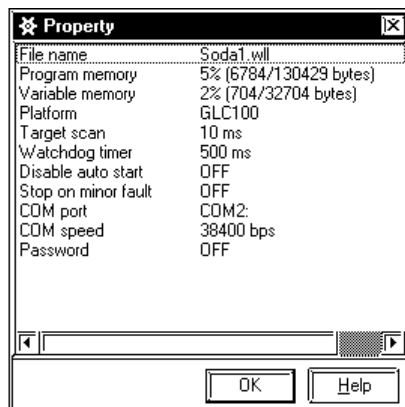 Property
File name Soda1.wll
Program memory 5% (6784/130429 bytes)
Variable memory 2% (704/32704 bytes)
Platform GLC100
Target scan 10 ms
Watchdog timer 500 ms
Disable auto start OFF
Stop on minor fault OFF
COM port COM2:
COM speed 38400 bps
Password OFF
OK Help